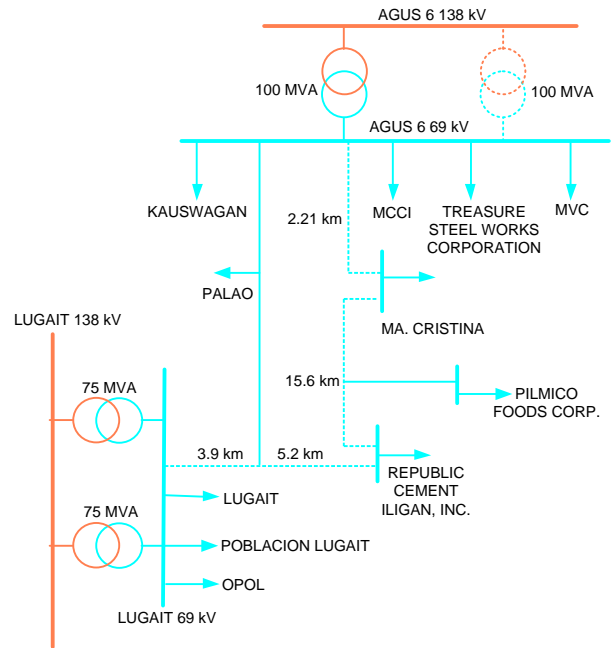 AGUS 6 138 kV
100 MVA
100 MVA
AGUS 6 69 kV
KAUSWAGAN
2.21 km
MCCI
TREASURE
STEEL WORKS
CORPORATION
MVC
PALAO
MA. CRISTINA
LUGAIT 138 kV
75 MVA
15.6 km
PILMICO
FOODS CORP.
3.9 km
5.2 km
REPUBLIC
CEMENT
ILIGAN, INC.
LUGAIT
75 MVA
POBLACION LUGAIT
OPOL
LUGAIT 69 kV